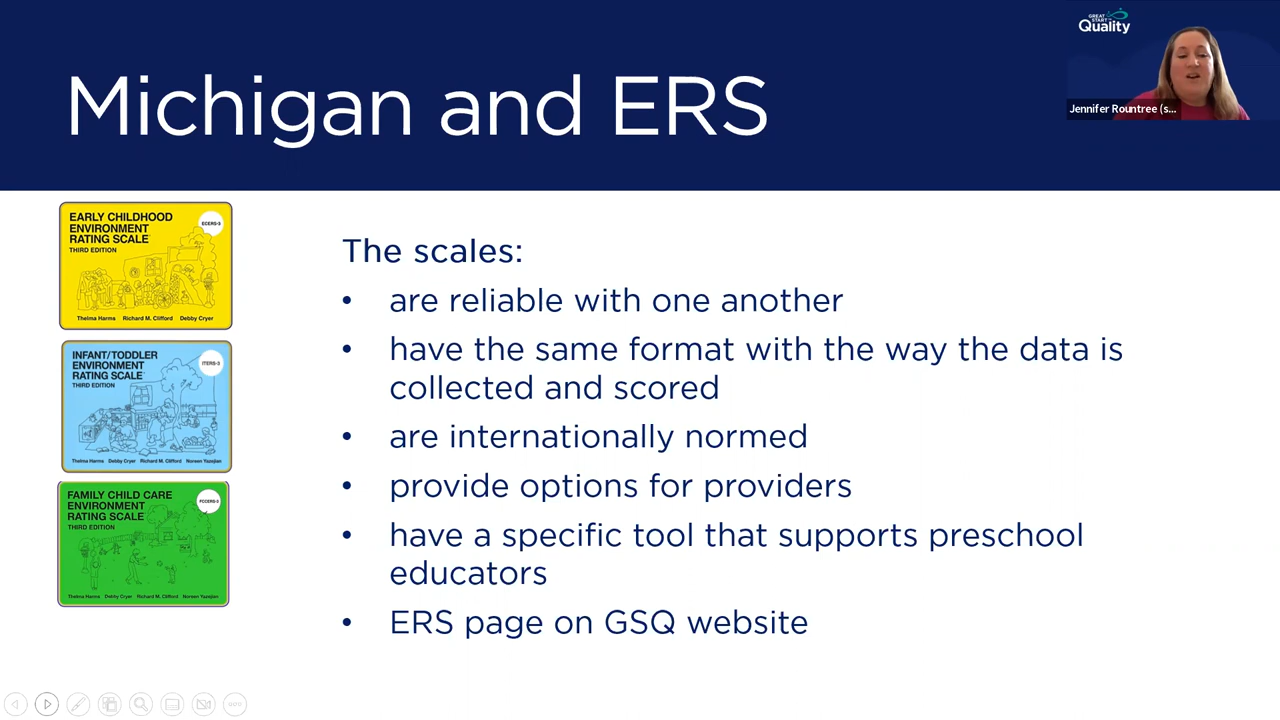 Michigan and ERS
GREAT START TO
Quality
Jennifer Rountree (s...
EARLY CHILDHOOD
ENVIRONMENT
RATING SCALE
THIRD EDITION
ECERS-3
Thelma Harms Richard M. Clifford Debby Cryer
INFANT/TODDLER
ENVIRONMENT
RATING SCALE
THIRD EDITION
ITERS-3
Thelma Harms Debby Cryer Richard M. Clifford Noreen Yazejian
FAMILY CHILD CARE
ENVIRONMENT
RATING SCALE
THIRD EDITION
FCCERS-3
Thelma Harms Debby Cryer Richard M. Clifford Noreen Yazejian
The scales:
• are reliable with one another
• have the same format with the way the data is
collected and scored
• are internationally normed
• provide options for providers
• have a specific tool that supports preschool
educators
• ERS page on GSQ website